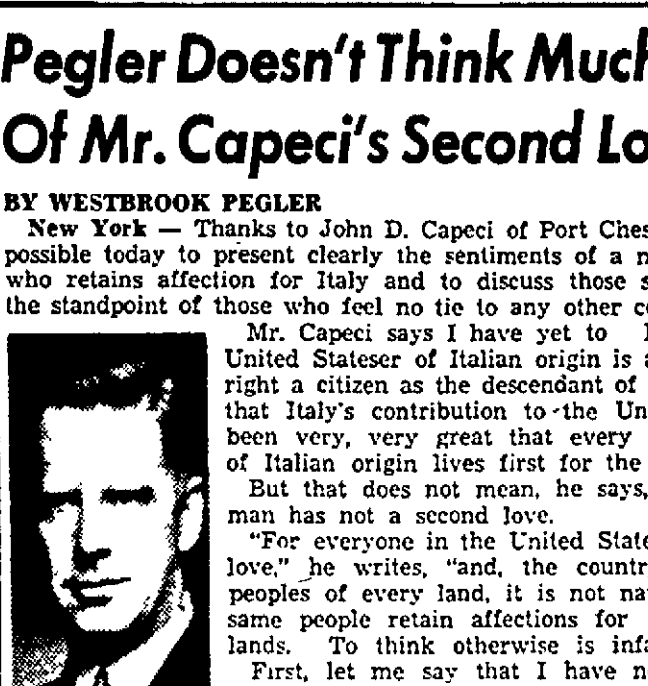 Pegler Doesn't Think Much
Of Mr. Capeci's Second Lo
BY WESTBROOK PEGLER
New York — Thanks to John D. Capeci of Port Ches
possible today to present clearly the sentiments of a n
who retains affection for Italy and to discuss those s
the standpoint of those who feel no tie to any other c
Mr. Capeci says I have yet to l
United Stateser of Italian origin is a
right a citizen as the descendant of
that Italy's contribution to the Un
been very, very great that every
of Italian origin lives first for the
But that does not mean, he says,
man has not a second love.
"For everyone in the United State
love," he writes, "and, the countr
peoples of every land, it is not na
same people retain affections for
lands. To think otherwise is infa
First, let me say that I have n